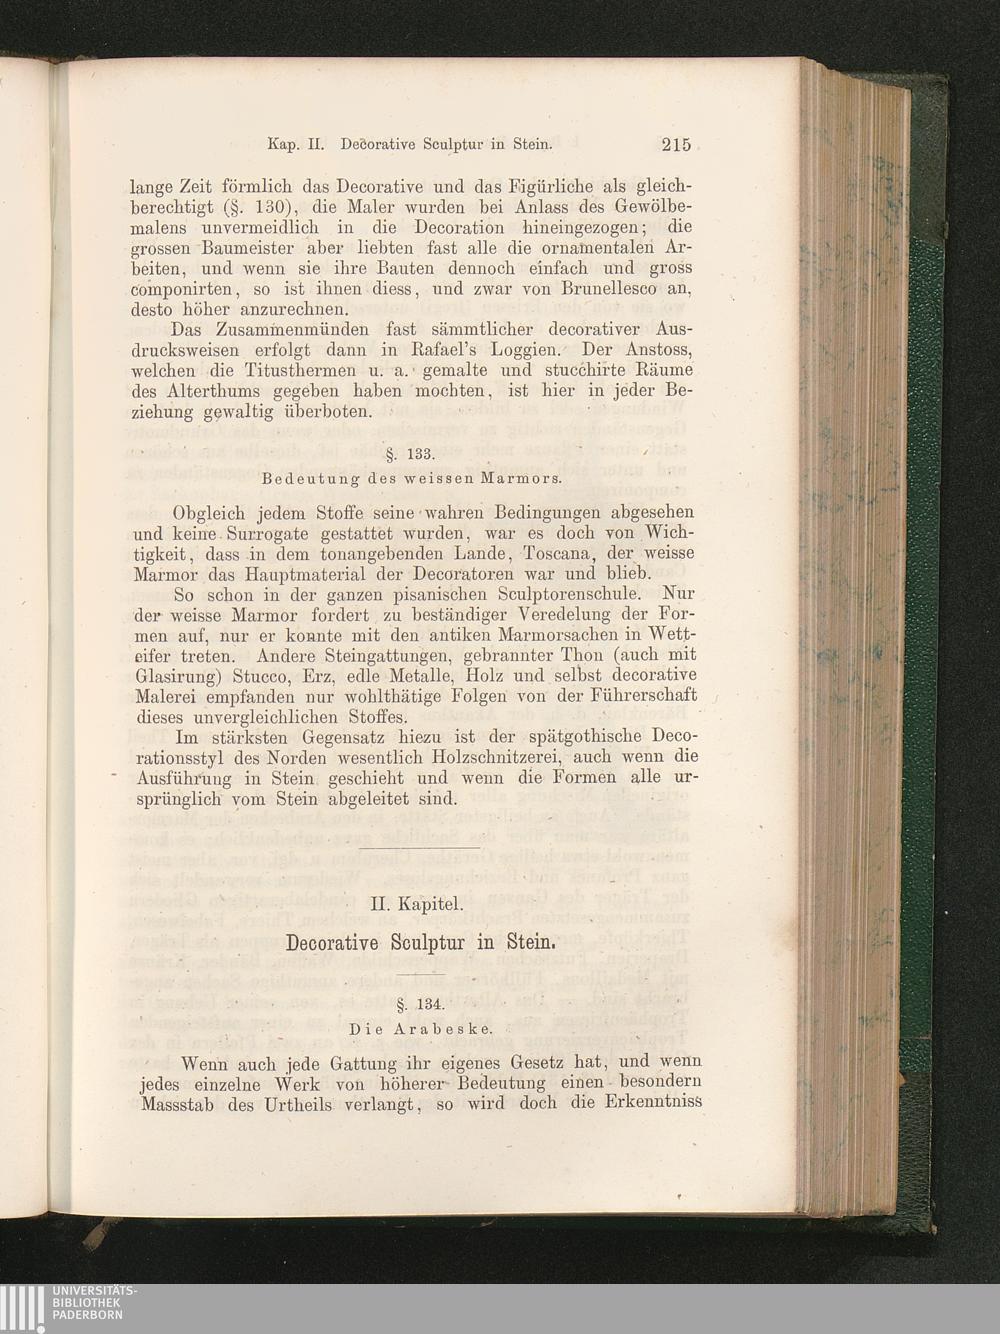 Kap. II. Decorative Sculptur in Stein. 215
lange Zeit förmlich das Decorative und das Figürliche als gleich-
berechtigt (§. 130), die Maler wurden bei Anlass des Gewölbe-
malens unvermeidlich in die Decoration hineingezogen; die
grossen Baumeister aber liebten fast alle die ornamentalen Ar-
beiten, und wenn sie ihre Bauten dennoch einfach und gross
componirten, so ist ihnen diess, und zwar von Brunellesco an,
desto höher anzurechnen.
Das Zusammenmünden fast sämmtlicher decorativer Aus-
drucksweisen erfolgt dann in Rafael's Loggien. Der Anstoss,
welchen die Titusthermen u. a. gemalte und stucchirte Räume
des Alterthums gegeben haben mochten, ist hier in jeder Be-
ziehung gewaltig überboten.
§. 133.
Bedeutung des weissen Marmors.
Obgleich jedem Stoffe seine wahren Bedingungen abgesehen
und keine Surrogate gestattet wurden, war es doch von Wich-
tigkeit, dass in dem tonangebenden Lande, Toscana, der weisse
Marmor das Hauptmaterial der Decoratoren war und blieb.
So schon in der ganzen pisanischen Sculptorenschule. Nur
der weisse Marmor fordert zu beständiger Veredelung der For-
men auf, nur er konnte mit den antiken Marmorsachen in Wett-
eifer treten. Andere Steingattungen, gebrannter Thon (auch mit
Glasirung) Stucco, Erz, edle Metalle, Holz und selbst decorative
Malerei empfanden nur wohlthätige Folgen von der Führerschaft
dieses unvergleichlichen Stoffes.
Im stärksten Gegensatz hiezu ist der spätgothische Deco-
rationsstyl des Norden wesentlich Holzschnitzerei, auch wenn die
Ausführung in Stein geschieht und wenn die Formen alle ur-
sprünglich vom Stein abgeleitet sind.
II. Kapitel.
Decorative Sculptur in Stein.
§. 134.
Die Arabeske.
Wenn auch jede Gattung ihr eigenes Gesetz hat, und wenn
jedes einzelne Werk von höherer Bedeutung einen besondern
Massstab des Urtheils verlangt, so wird doch die Erkenntniss
UNIVERSITÄTS-
BIBLIOTHEK
PADERBORN